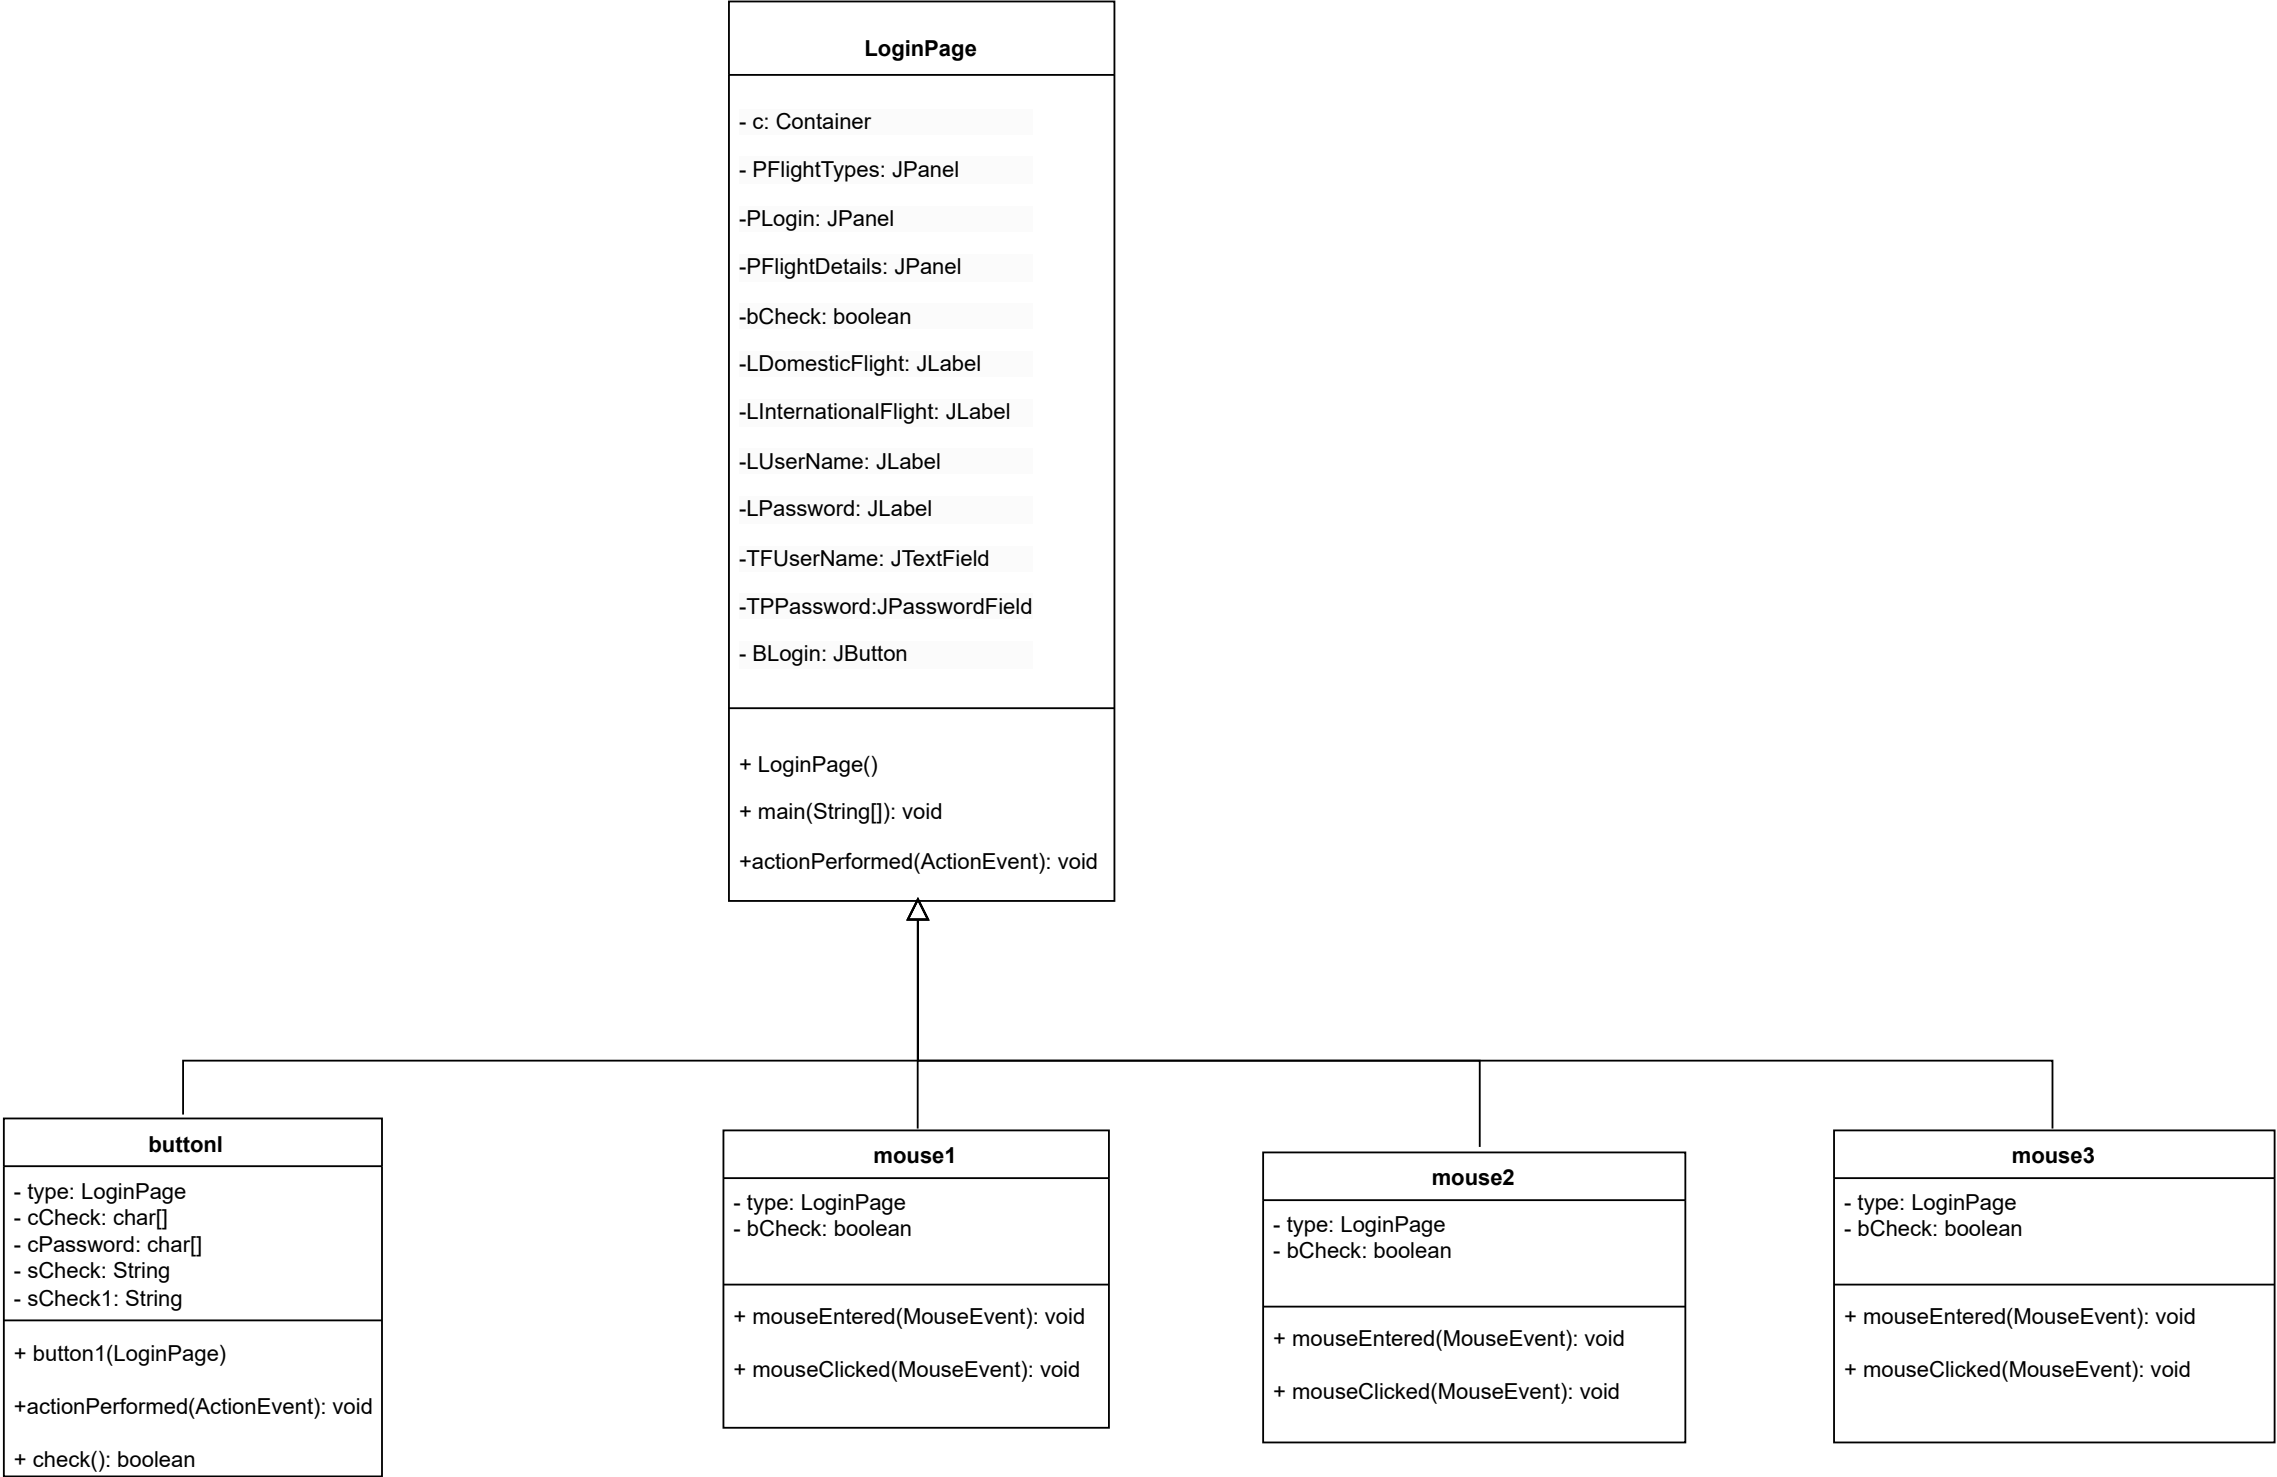 LoginPage
- c: Container
- PFlightTypes: JPanel
-PLogin: JPanel
-PFlightDetails: JPanel
-bCheck: boolean
-LDomesticFlight: JLabel
-LInternationalFlight: JLabel
-LUserName: JLabel
-LPassword: JLabel
-TFUserName: JTextField
-TPPassword:JPasswordField
- BLogin: JButton
+ LoginPage()
+ main(String[]): void
+actionPerformed(ActionEvent): void
buttonl
- type: LoginPage
- cCheck: char[]
- cPassword: char[]
- sCheck: String
- sCheck1: String
+ button1(LoginPage)
+actionPerformed(ActionEvent): void
+ check(): boolean
mouse1
- type: LoginPage
- bCheck: boolean
+ mouseEntered(MouseEvent): void
+ mouseClicked(MouseEvent): void
mouse2
- type: LoginPage
- bCheck: boolean
+ mouseEntered(MouseEvent): void
+ mouseClicked(MouseEvent): void
mouse3
- type: LoginPage
- bCheck: boolean
+ mouseEntered(MouseEvent): void
+ mouseClicked(MouseEvent): void